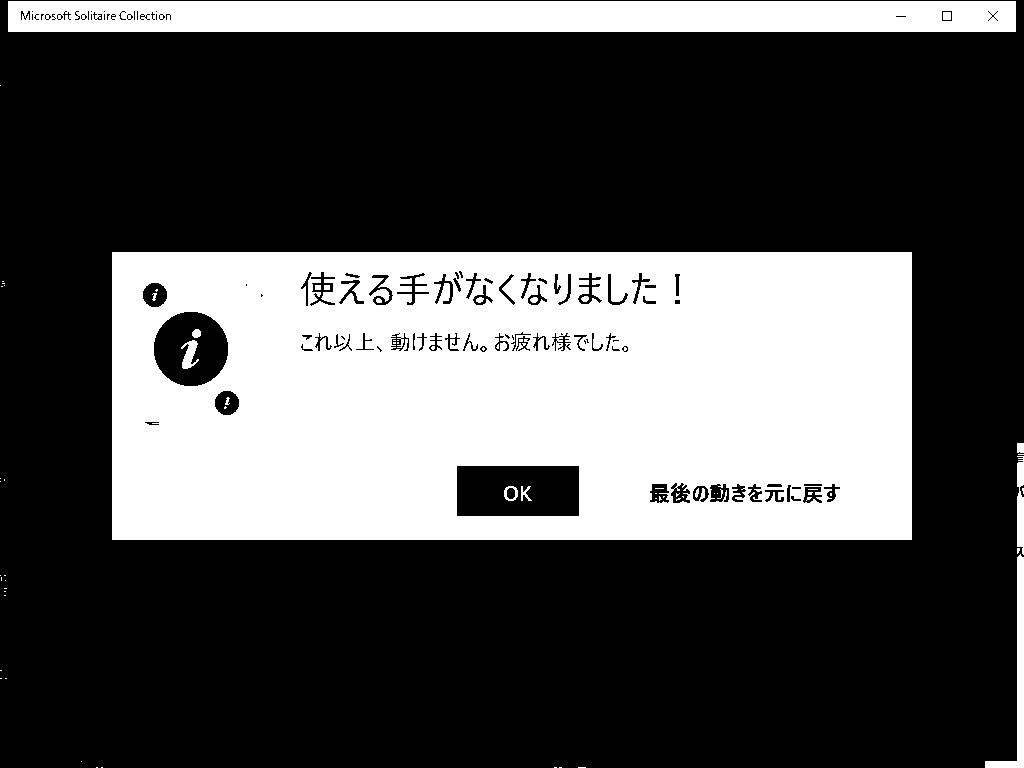 Microsoft Solitaire Collection
使える手がなくなりました！
これ以上、動けません。お疲れ様でした。
OK
最後の動きを元に戻す